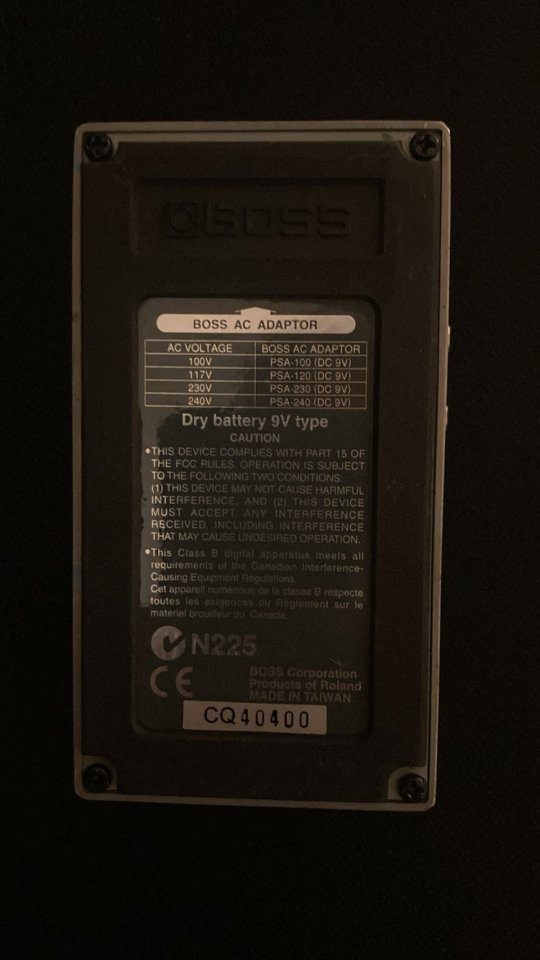 BOSS
BOSS AC ADAPTOR
AC VOLTAGE BOSS AC ADAPTOR
100V PSA-100 (DC 9V)
117V PSA-120 (DC 9V)
230V PSA-230 (DC 9V)
240V PSA-240 (DC 9V)
Dry battery 9V type
CAUTION
•THIS DEVICE COMPLIES WITH PART 15 OF
THE FCC RULES. OPERATION IS SUBJECT
TO THE FOLLOWING TWO CONDITIONS:
(1) THIS DEVICE MAY NOT CAUSE HARMFUL
INTERFERENCE, AND (2) THIS DEVICE
MUST ACCEPT ANY INTERFERENCE
RECEIVED, INCLUDING INTERFERENCE
THAT MAY CAUSE UNDESIRED OPERATION.
•This Class B digital apparatus meets all
requirements of the Canadian Interference-
Causing Equipment Regulations.
Cet appareil numérique de la classe B respecte
toutes les exigences du Règlement sur le
matériel brouilleur du Canada
N225
CE
BOSS Corporation
Products of Roland
MADE IN TAIWAN
CQ40400